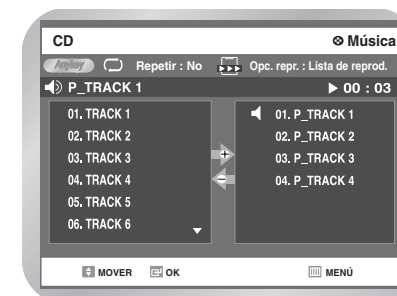 CD Música
Anykey Repetir : No Opc. repr. : Lista de reprod.
P_TRACK 1 00 : 03
01. TRACK 1
02. TRACK 2
03. TRACK 3
04. TRACK 4
05. TRACK 5
06. TRACK 6
01. P_TRACK 1
02. P_TRACK 2
03. P_TRACK 3
04. P_TRACK 4
MOVER OK MENÚ